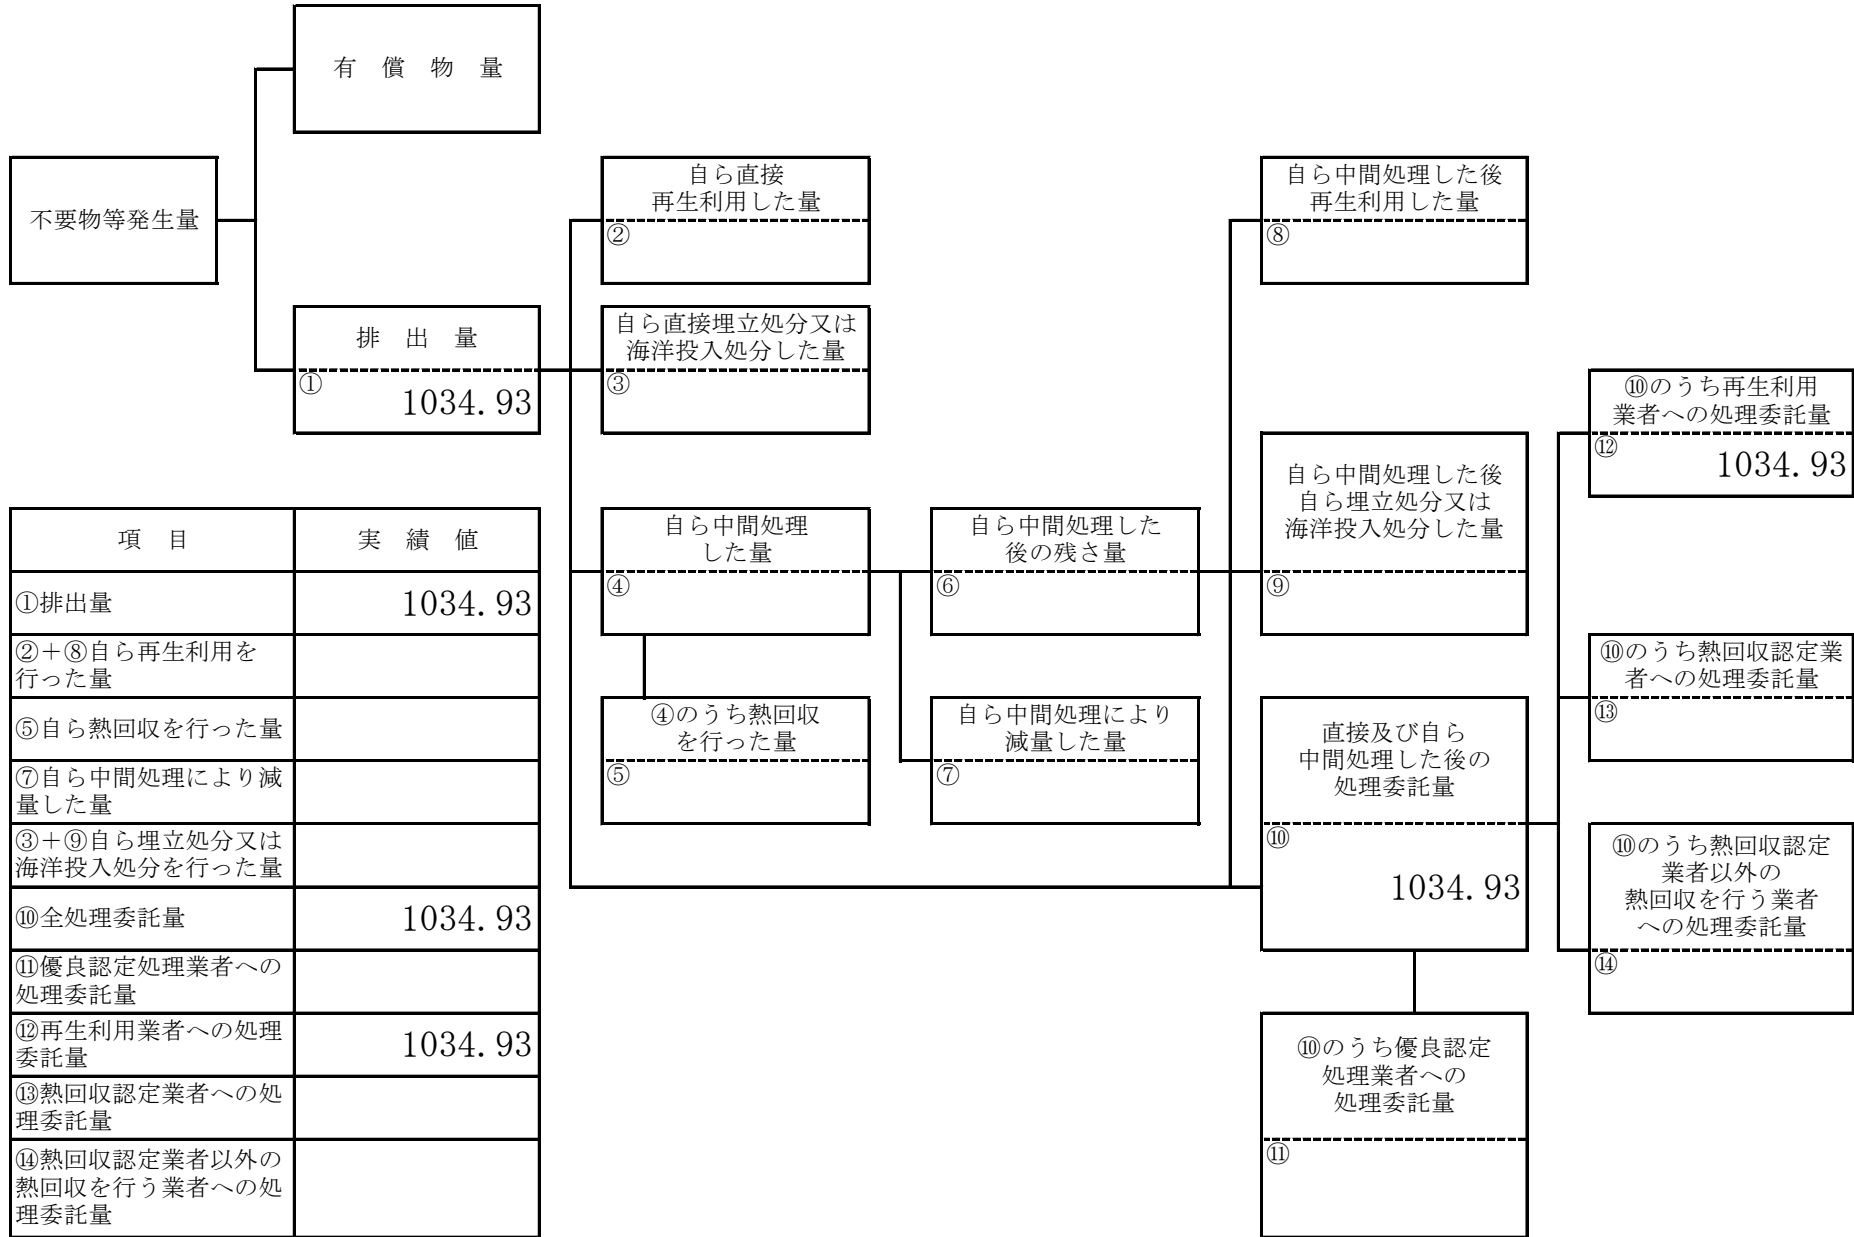 有 償 物 量
不要物等発生量
排 出 量
①
1034.93
自ら直接
再生利用した量
②
自ら直接埋立処分又は
海洋投入処分した量
③
自ら中間処理
した量
④
④のうち熱回収
を行った量
⑤
自ら中間処理した
後の残さ量
⑥
自ら中間処理により
減量した量
⑦
自ら中間処理した後
再生利用した量
⑧
自ら中間処理した後
自ら埋立処分又は
海洋投入処分した量
⑨
直接及び自ら
中間処理した後の
処理委託量
⑩
1034.93
⑩のうち優良認定
処理業者への
処理委託量
⑪
⑩のうち再生利用
業者への処理委託量
⑫
1034.93
⑩のうち熱回収認定業
者への処理委託量
⑬
⑩のうち熱回収認定
業者以外の
熱回収を行う業者
への処理委託量
⑭
項 目 実 績 値
①排出量 1034.93
②+⑧自ら再生利用を
行った量
⑤自ら熱回収を行った量
⑦自ら中間処理により減
量した量
③+⑨自ら埋立処分又は
海洋投入処分を行った量
⑩全処理委託量 1034.93
⑪優良認定処理業者への
処理委託量
⑫再生利用業者への処理
委託量 1034.93
⑬熱回収認定業者への処
理委託量
⑭熱回収認定業者以外の
熱回収を行う業者への処
理委託量